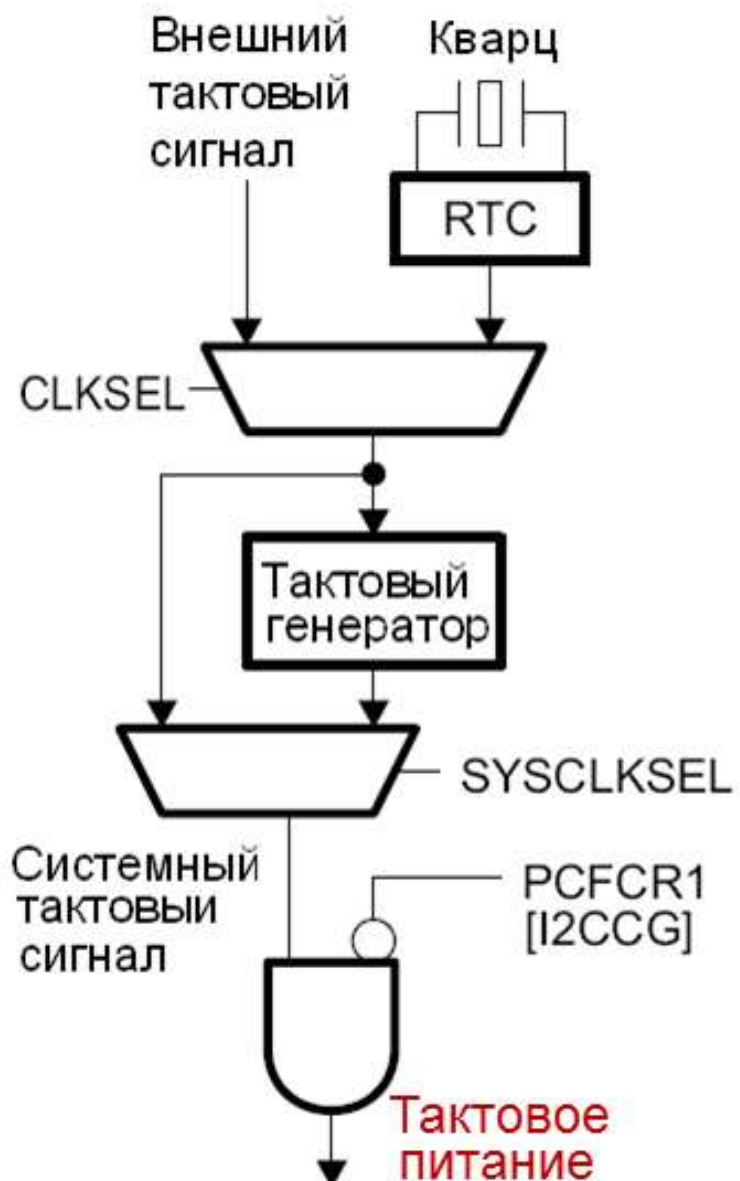 Внешний
тактовый
сигнал
Кварц
RTC
CLKSEL
Тактовый
генератор
SYSCLKSEL
Системный
тактовыи
сигнал
PCFCR1
[I2CCG]
Тактовое
питание